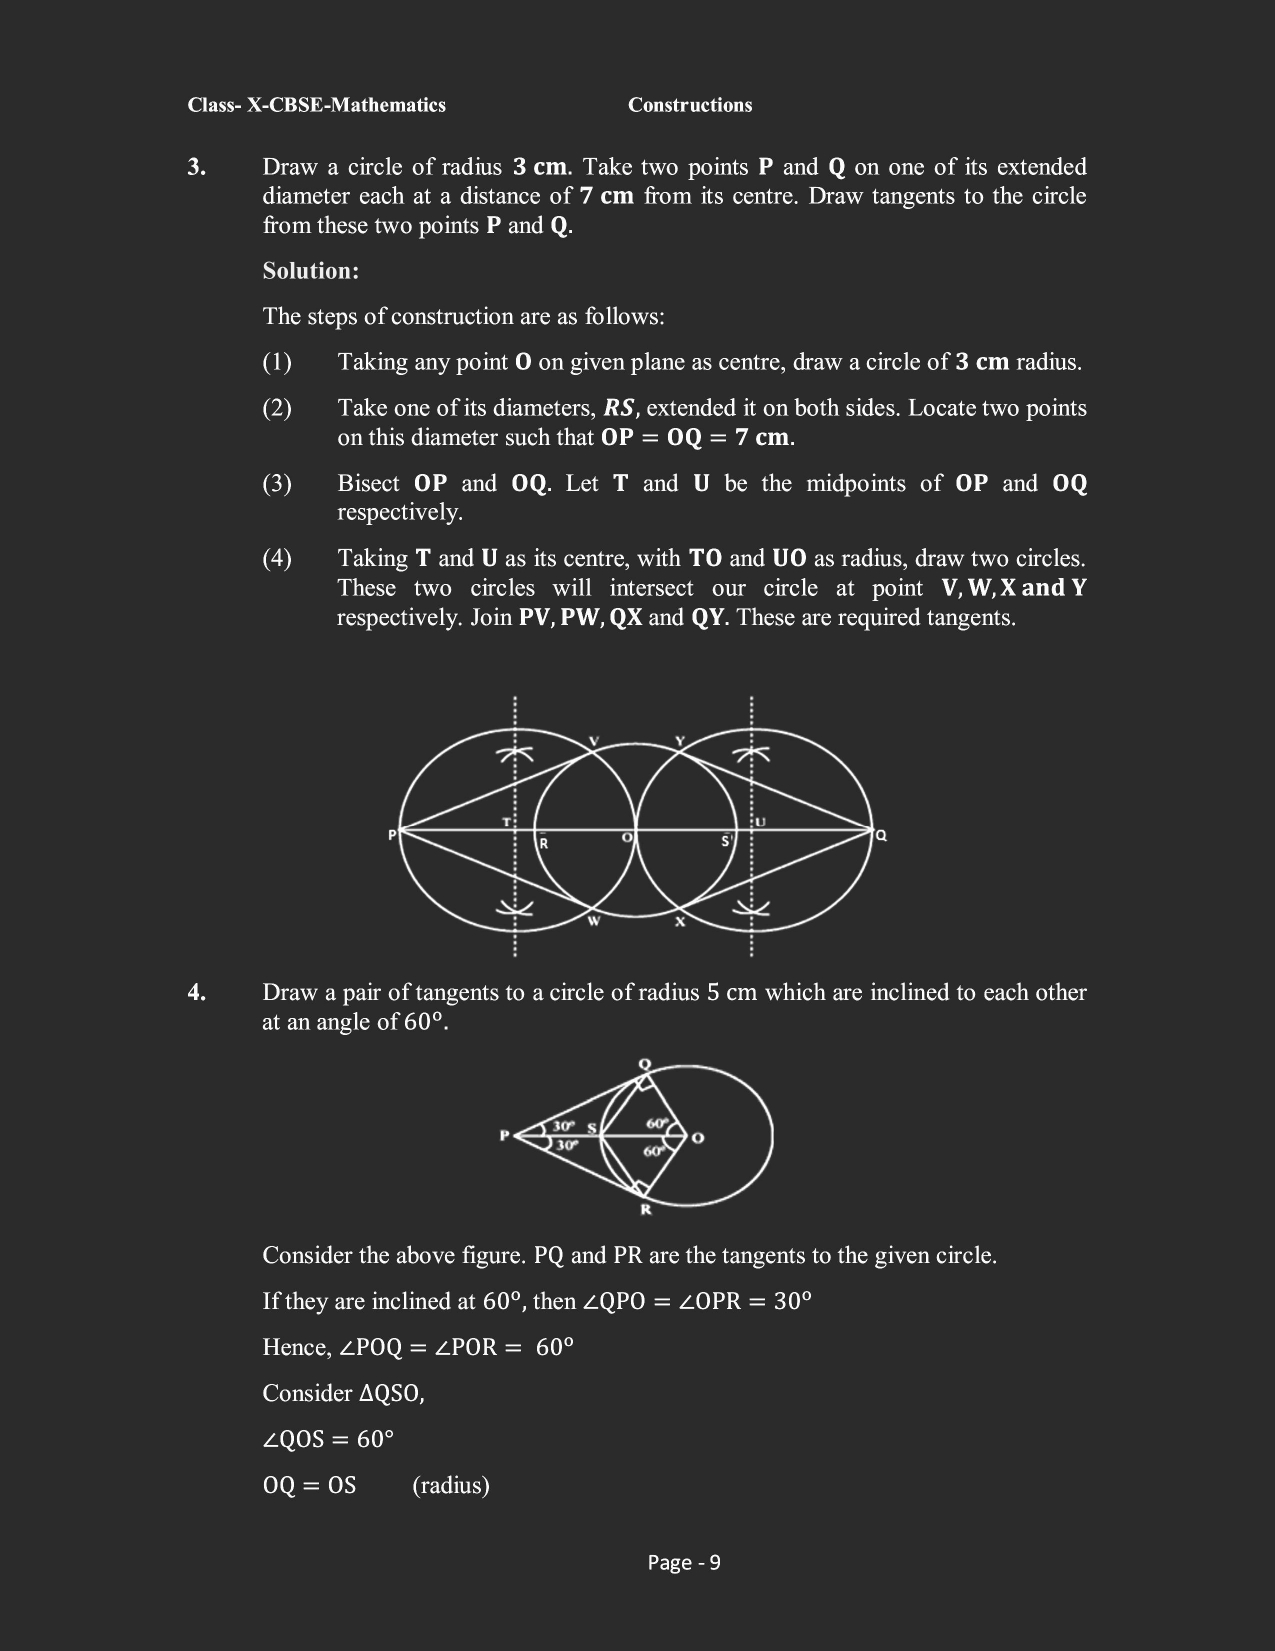 Class- X-CBSE-Mathematics Constructions
3. Draw a circle of radius 3 cm. Take two points P and Q on one of its extended
diameter each at a distance of 7 cm from its centre. Draw tangents to the circle
from these two points P and Q.
Solution:
The steps of construction are as follows:
(1) Taking any point O on given plane as centre, draw a circle of 3 cm radius.
(2) Take one of its diameters, RS, extended it on both sides. Locate two points
on this diameter such that OP = OQ = 7 cm.
(3) Bisect OP and OQ. Let T and U be the midpoints of OP and OQ
respectively.
(4) Taking T and U as its centre, with TO and UO as radius, draw two circles.
These two circles will intersect our circle at point V, W, X and Y
respectively. Join PV, PW, QX and QY. These are required tangents.
V Y
T U
P R O S' Q
W X
4. Draw a pair of tangents to a circle of radius 5 cm which are inclined to each other
at an angle of 60°.
Q
30° S 60°
P O
30° 60°
R
Consider the above figure. PQ and PR are the tangents to the given circle.
If they are inclined at 60°, then ∠QPO = ∠OPR = 30°
Hence, ∠POQ = ∠POR = 60°
Consider ΔQSO,
∠QOS = 60°
OQ = OS (radius)
Page - 9